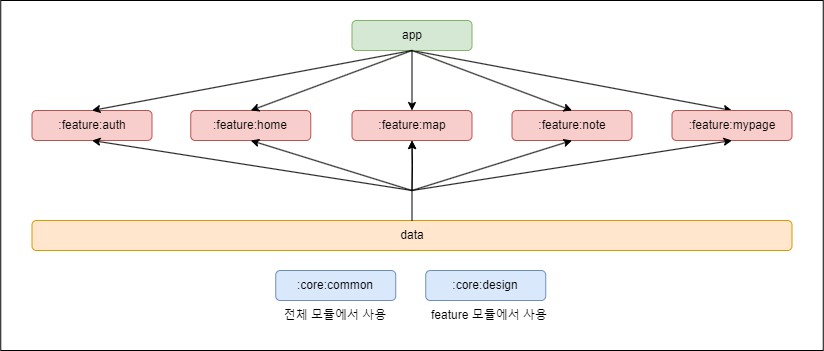 app
:feature:auth
:feature:home
:feature:map
:feature:note
:feature:mypage
data
:core:common
:core:design
전체 모듈에서 사용
feature 모듈에서 사용